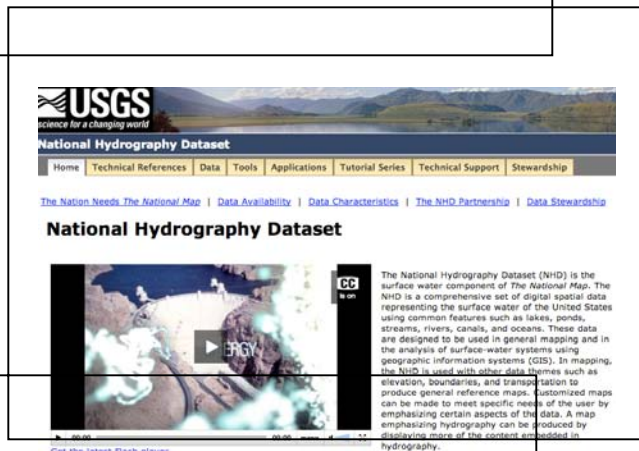 USGS
science for a changing world
National Hydrography Dataset
Home Technical References Data Tools Applications Tutorial Series Technical Support Stewardship
The Nation Needs The National Map | Data Availability | Data Characteristics | The NHD Partnership | Data Stewardship
National Hydrography Dataset
CC
is on
ERGY
00:00 00:00
Get the latest Flash player
The National Hydrography Dataset (NHD) is the
surface water component of The National Map. The
NHD is a comprehensive set of digital spatial data
representing the surface water of the United States
using common features such as lakes, ponds,
streams, rivers, canals, and oceans. These data
are designed to be used in general mapping and in
the analysis of surface-water systems using
geographic information systems (GIS). In mapping,
the NHD is used with other data themes such as
elevation, boundaries, and transportation to
produce general reference maps. Customized maps
can be made to meet specific needs of the user by
emphasizing certain aspects of the data. A map
emphasizing hydrography can be produced by
displaying more of the content embedded in
hydrography.